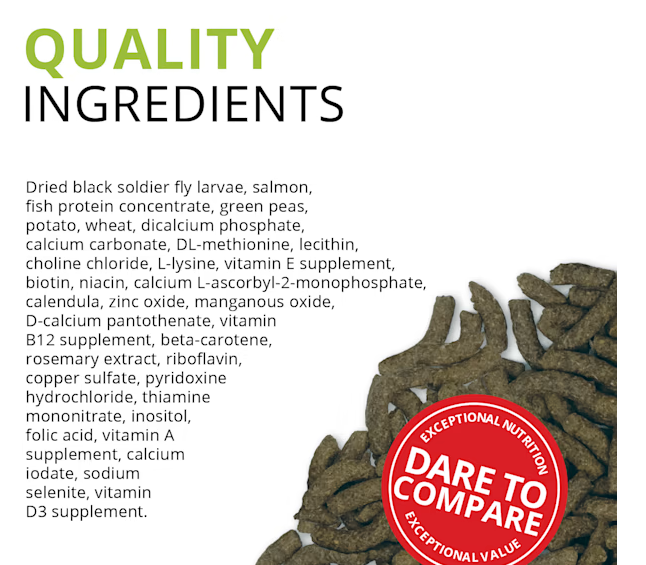 QUALITY
INGREDIENTS
Dried black soldier fly larvae, salmon,
fish protein concentrate, green peas,
potato, wheat, dicalcium phosphate,
calcium carbonate, DL-methionine, lecithin,
choline chloride, L-lysine, vitamin E supplement,
biotin, niacin, calcium L-ascorbyl-2-monophosphate,
calendula, zinc oxide, manganous oxide,
D-calcium pantothenate, vitamin
B12 supplement, beta-carotene,
rosemary extract, riboflavin,
copper sulfate, pyridoxine
hydrochloride, thiamine
mononitrate, inositol,
folic acid, vitamin A
supplement, calcium
iodate, sodium
selenite, vitamin
D3 supplement.
EXCEPTIONAL NUTRITION
DARE TO
COMPARE
EXCEPTIONAL VALUE